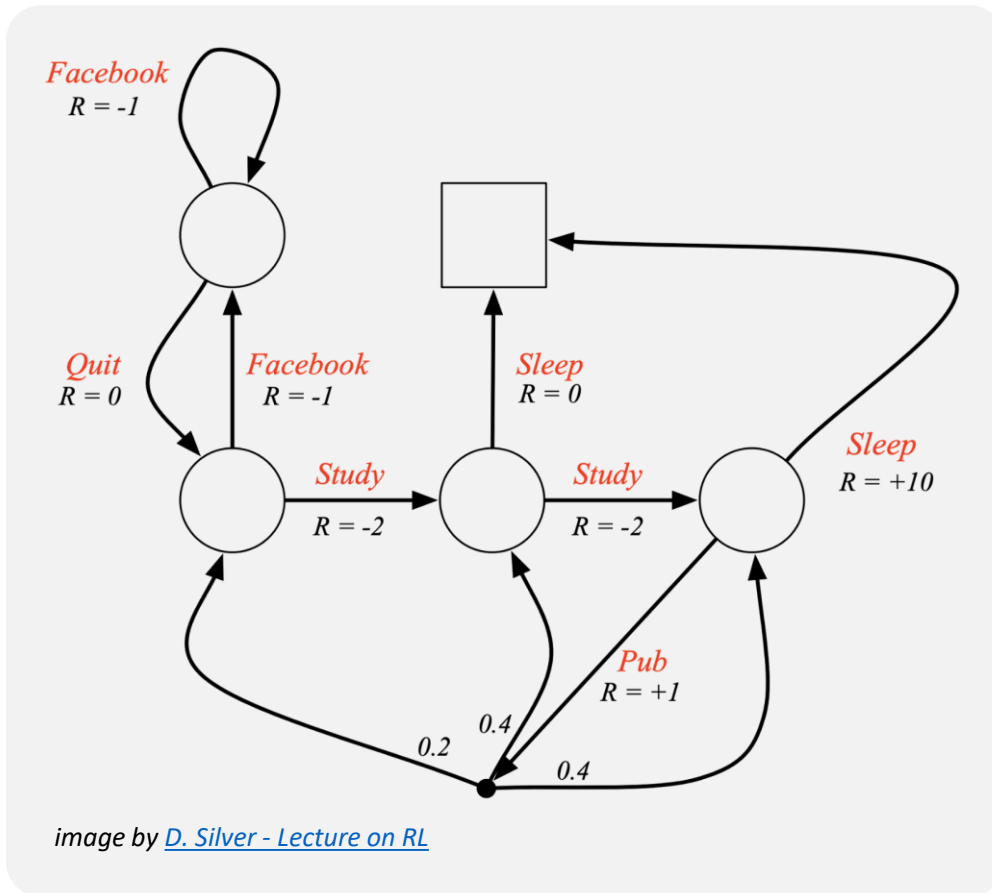 Facebook
R = -1
Quit
R = 0
Facebook
R = -1
Sleep
R = 0
Sleep
R = +10
Study
R = -2
Study
R = -2
Pub
R = +1
0.4
0.2
0.4
image by D. Silver - Lecture on RL